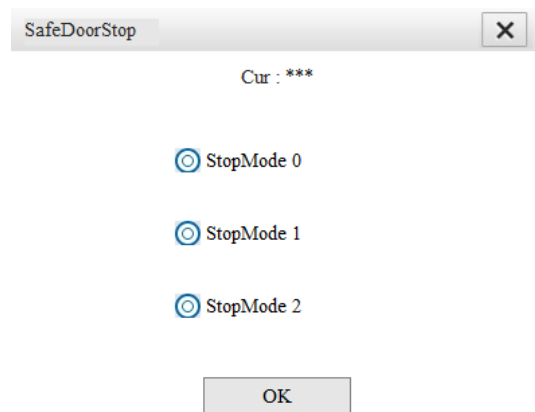 SafeDoorStop
Cur : ***
StopMode 0
StopMode 1
StopMode 2
OK